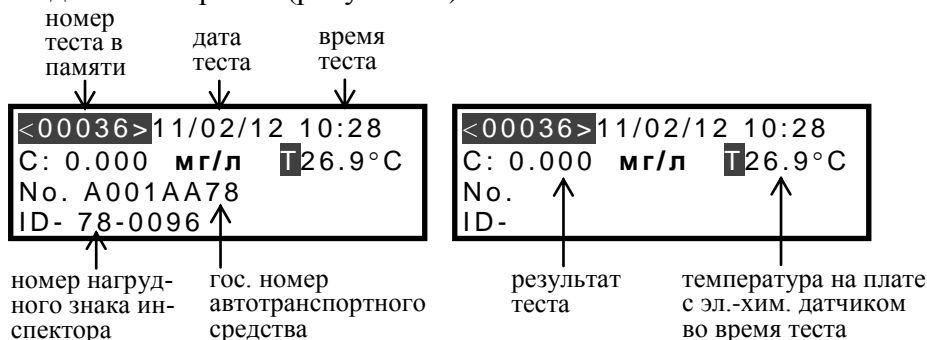 номер
теста в
памяти
дата
теста
время
теста
<00036>11/02/12 10:28
C: 0.000 мг/л T26.9°C
No. A001AA78
ID- 78-0096
<00036>11/02/12 10:28
C: 0.000 мг/л T26.9°C
No.
ID-
номер нагруд-
ного знака ин-
спектора
гос. номер
автотранспортного
средства
результат
теста
температура на плате
с эл.-хим. датчиком
во время теста